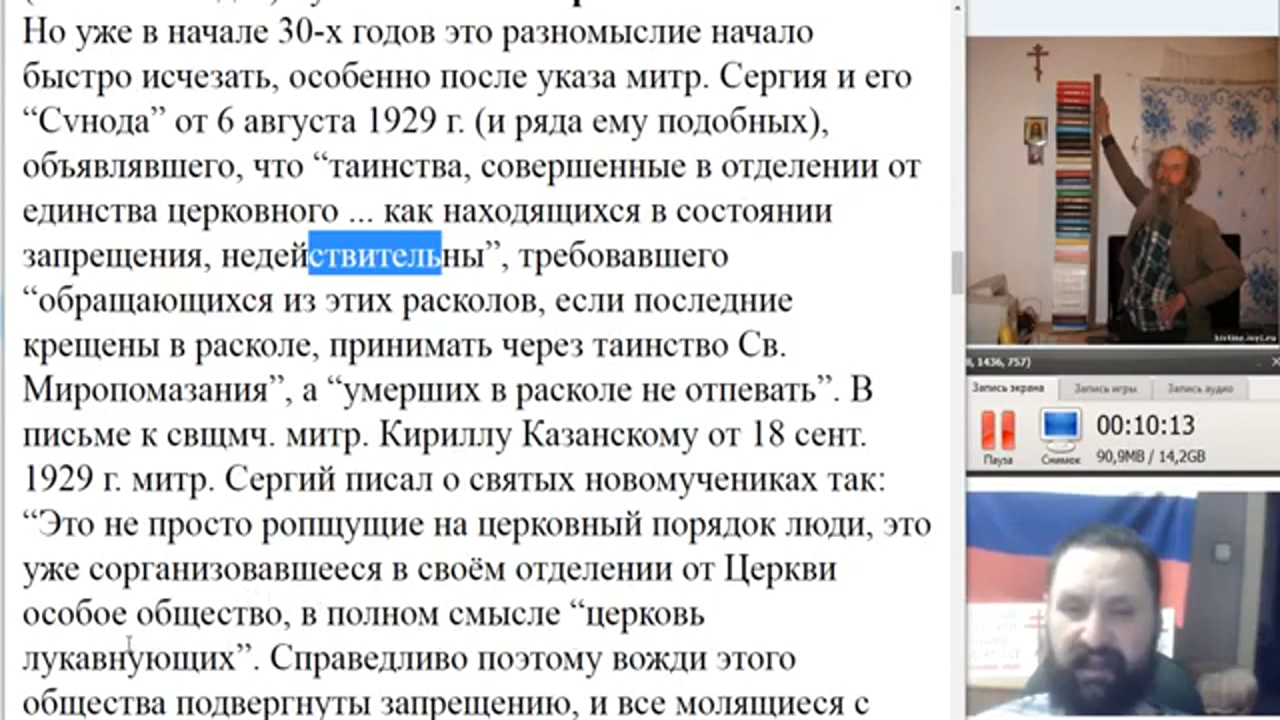 Но уже в начале 30-х годов это разномыслие начало
быстро исчезать, особенно после указа митр. Сергия и его
“Сvнода” от 6 августа 1929 г. (и ряда ему подобных),
объявлявшего, что “таинства, совершенные в отделении от
единства церковного ... как находящихся в состоянии
запрещения, недействительны”, требовавшего
“обращающихся из этих расколов, если последние
крещены в расколе, принимать через таинство Св.
Миропомазания”, а “умерших в расколе не отпевать”. В
письме к свщмч. митр. Кириллу Казанскому от 18 сент.
1929 г. митр. Сергий писал о святых новомучениках так:
“Это не просто ропщущие на церковный порядок люди, это
уже сорганизовавшееся в своём отделении от Церкви
особое общество, в полном смысле “церковь
лукавнующих”. Справедливо поэтому вожди этого
общества подвергнуты запрещению, и все молящиеся с
8, 1436, 757)
Запись экрана
Запись игры
Запись аудио
00:10:13
Пауза
Снимок
90,9MB / 14,2GB